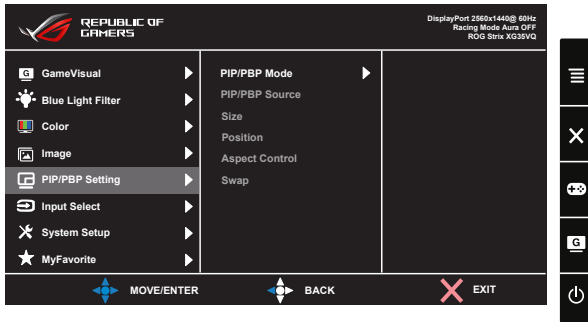 REPUBLIC OF
GAMERS
DisplayPort 2560x1440@ 60Hz
Racing Mode Aura OFF
ROG Strix XG35VQ
G GameVisual
Blue Light Filter
Color
Image
PIP/PBP Setting
Input Select
System Setup
MyFavorite
PIP/PBP Mode
PIP/PBP Source
Size
Position
Aspect Control
Swap
MOVE/ENTER
BACK
EXIT
G